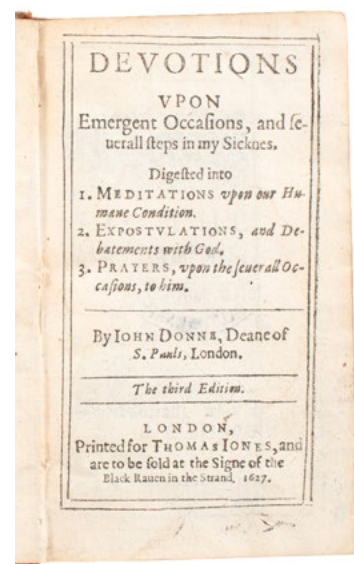 DEVOTIONS
VPON
Emergent Occaſions, and ſe-
uerall ſteps in my Sicknes.
Digeſted into
1. MEDITATIONS vpon our Hu-
mane Condition.
2. EXPOSTVLATIONS, and De-
batements with God.
3. PRAYERS, vpon the ſeuerall Oc-
caſions, to him.
By IOHN DONNE, Deane of
S. Pauls, London.
The third Edition.
LONDON,
Printed for THOMAS IONES, and
are to be ſold at the Signe of the
Black Rauen in the Strand. 1627.